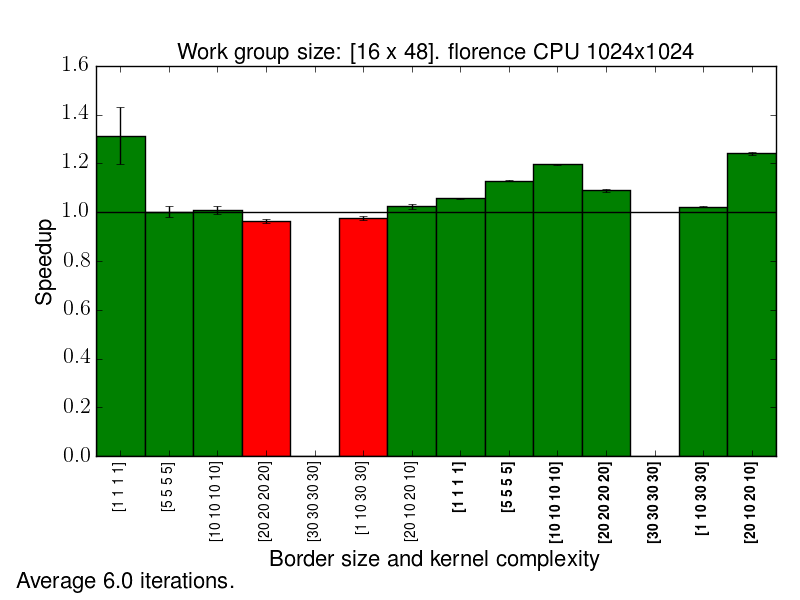 Work group size: [16 x 48]. florence CPU 1024x1024
1.6
1.4
1.2
1.0
0.8
0.6
0.4
0.2
0.0
Speedup
[1 1 1 1]
[5 5 5 5]
[10 10 10 10]
[20 20 20 20]
[30 30 30 30]
[1 10 30 30]
[20 10 20 10]
[1 1 1 1]
[5 5 5 5]
[10 10 10 10]
[20 20 20 20]
[30 30 30 30]
[1 10 30 30]
[20 10 20 10]
Border size and kernel complexity
Average 6.0 iterations.